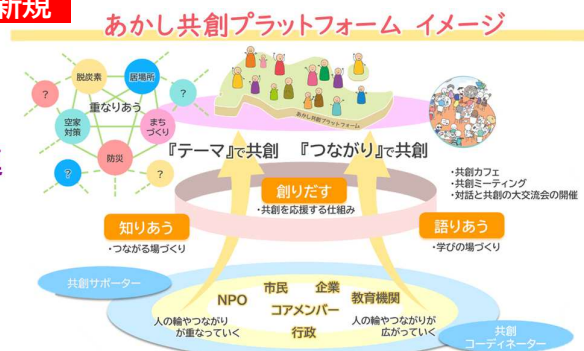 新規
あかし共創プラットフォーム イメージ
脱炭素
居場所
?
?
重なりあう
空家
対策
まち
づくり
防災
?
?
あかし共創プラットフォーム
『テーマ』で共創
『つながり』で共創
・共創カフェ
・共創ミーティング
・対話と共創の大交流会の開催
創りだす
・共創を応援する仕組み
知りあう
・つながる場づくり
語りあう
・学びの場づくり
共創サポーター
NPO
市民
企業
教育機関
コアメンバー
行政
人の輪やつながり
が重なっていく
人の輪やつながりが
広がっていく
共創
コーディネーター